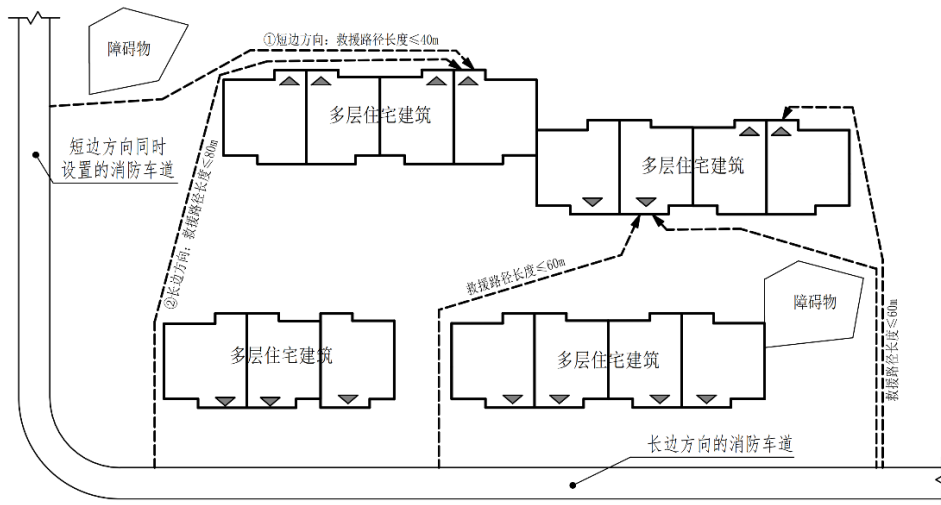 障碍物
①短边方向：救援路径长度≤40m
多层住宅建筑
短边方向同时
设置的消防车道
多层住宅建筑
②长边方向：救援路径长度≤80m
救援路径长度≤60m
障碍物
救援路径长度≤60m
多层住宅建筑
多层住宅建筑
长边方向的消防车道